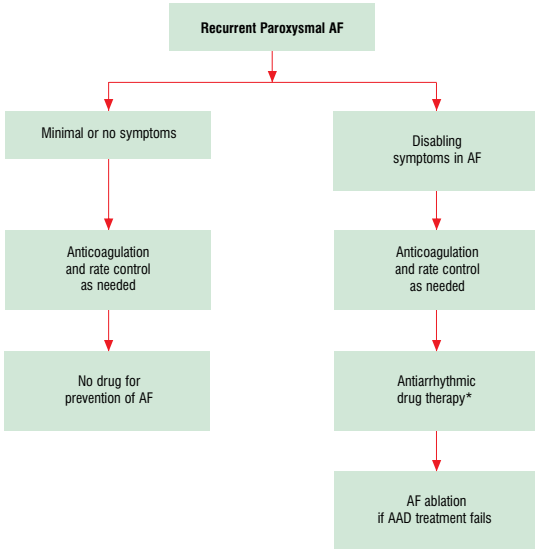 Recurrent Paroxysmal AF
Minimal or no symptoms
Disabling
symptoms in AF
Anticoagulation
and rate control
as needed
Anticoagulation
and rate control
as needed
No drug for
prevention of AF
Antiarrhythmic
drug therapy*
AF ablation
if AAD treatment fails